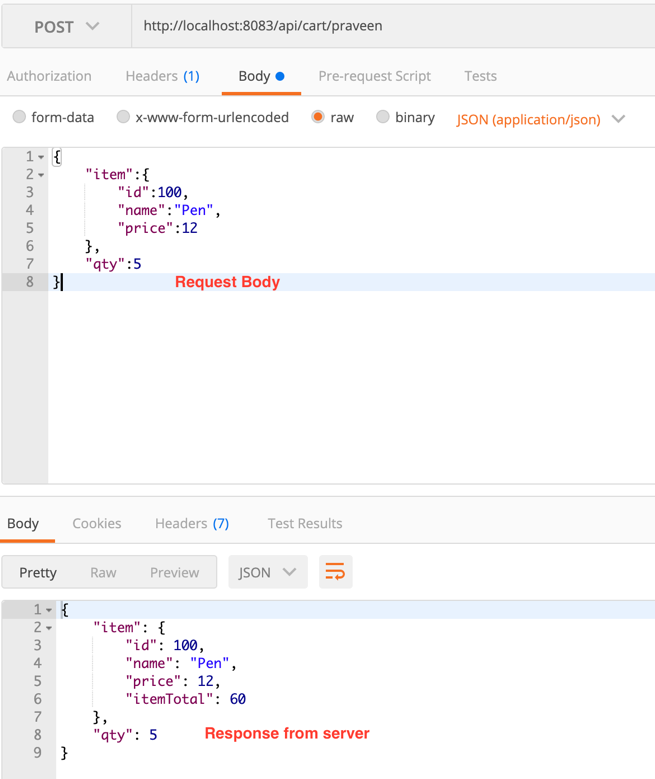 POST http://localhost:8083/api/cart/praveen
Authorization Headers (1) Body Pre-request Script Tests
form-data x-www-form-urlencoded raw binary JSON (application/json)
1 {
2 "item":{
3 "id":100,
4 "name":"Pen",
5 "price":12
6 },
7 "qty":5
8 } Request Body
Body Cookies Headers (7) Test Results
Pretty Raw Preview JSON
1 {
2 "item": {
3 "id": 100,
4 "name": "Pen",
5 "price": 12,
6 "itemTotal": 60
7 },
8 "qty": 5 Response from server
9 }